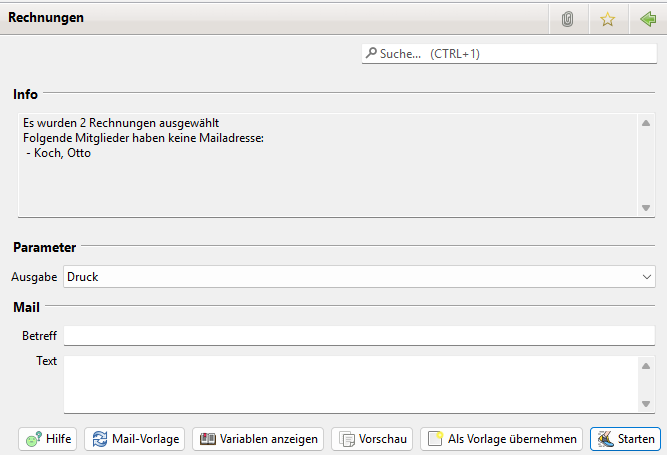 Rechnungen
Suche... (CTRL+1)
Info
Es wurden 2 Rechnungen ausgewählt
Folgende Mitglieder haben keine Mailadresse:
- Koch, Otto
Parameter
Ausgabe Druck
Mail
Betreff
Text
Hilfe Mail-Vorlage Variablen anzeigen Vorschau Als Vorlage übernehmen Starten